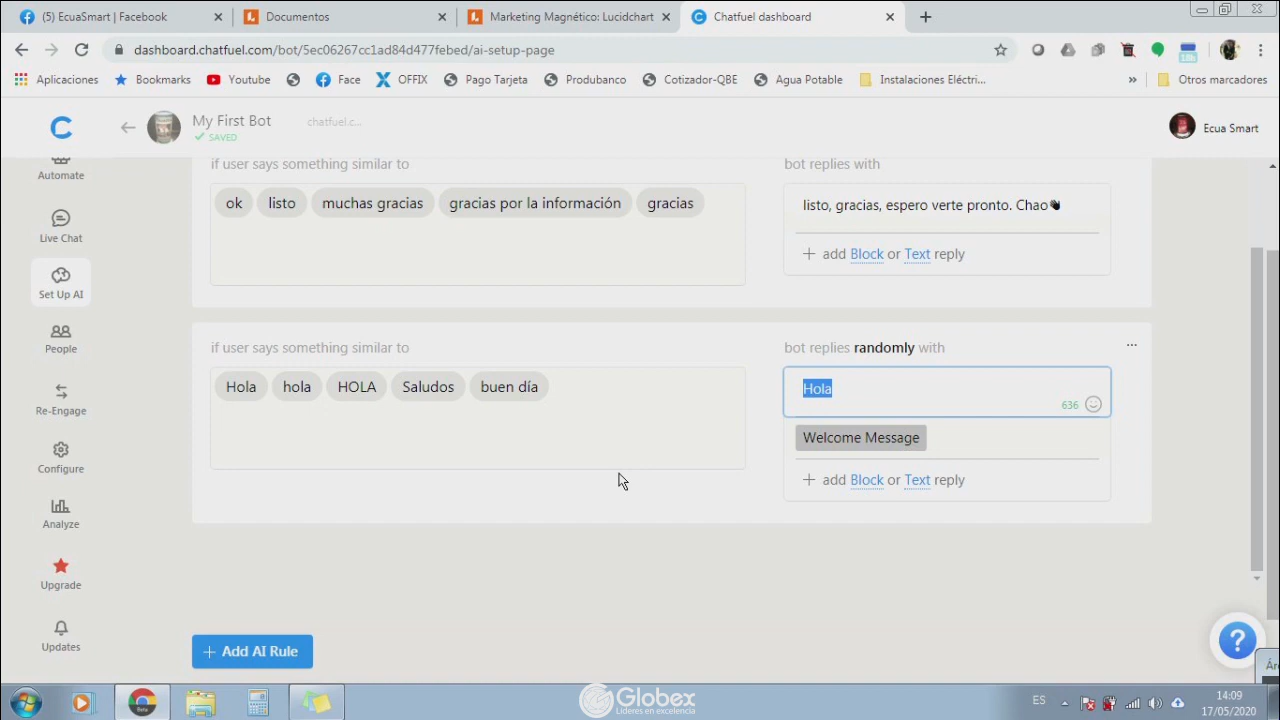 (5) EcuaSmart | Facebook
Documentos
Marketing Magnético: Lucidchart
Chatfuel dashboard
dashboard.chatfuel.com/bot/5ec06267cc1ad84d477febed/ai-setup-page
Aplicaciones
Bookmarks
Youtube
Face
OFFIX
Pago Tarjeta
Produbanco
Cotizador-QBE
Agua Potable
Instalaciones Eléctri...
»
Otros marcadores
My First Bot
SAVED
chatfuel.c...
Ecua Smart
Automate
Live Chat
Set Up AI
People
Re-Engage
Configure
Analyze
Upgrade
Updates
if user says something similar to
bot replies with
ok
listo
muchas gracias
gracias por la información
gracias
listo, gracias, espero verte pronto. Chao👋
+ add Block or Text reply
if user says something similar to
bot replies randomly with
...
Hola
hola
HOLA
Saludos
buen día
Hola
636
Welcome Message
+ add Block or Text reply
+ Add AI Rule
?
Ár
Globex
Líderes en excelencia
ES
14:09
17/05/2020